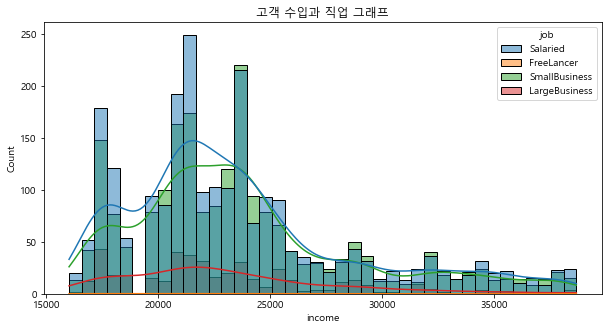 고객 수입과 직업 그래프
job
Salaried
FreeLancer
SmallBusiness
LargeBusiness
250
200
150
100
50
0
Count
15000 20000 25000 30000 35000
income